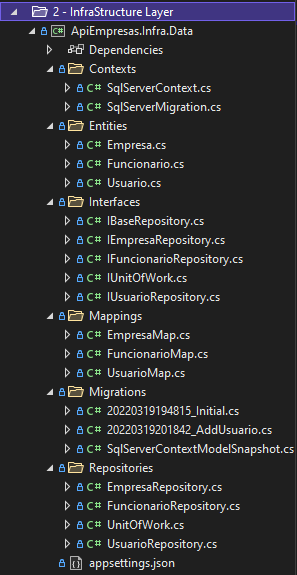 2 - InfraStructure Layer
ApiEmpresas.Infra.Data
Dependencies
Contexts
SqlServerContext.cs
SqlServerMigration.cs
Entities
Empresa.cs
Funcionario.cs
Usuario.cs
Interfaces
IBaseRepository.cs
IEmpresaRepository.cs
IFuncionarioRepository.cs
IUnitOfWork.cs
IUsuarioRepository.cs
Mappings
EmpresaMap.cs
FuncionarioMap.cs
UsuarioMap.cs
Migrations
20220319194815_Initial.cs
20220319201842_AddUsuario.cs
SqlServerContextModelSnapshot.cs
Repositories
EmpresaRepository.cs
FuncionarioRepository.cs
UnitOfWork.cs
UsuarioRepository.cs
appsettings.json